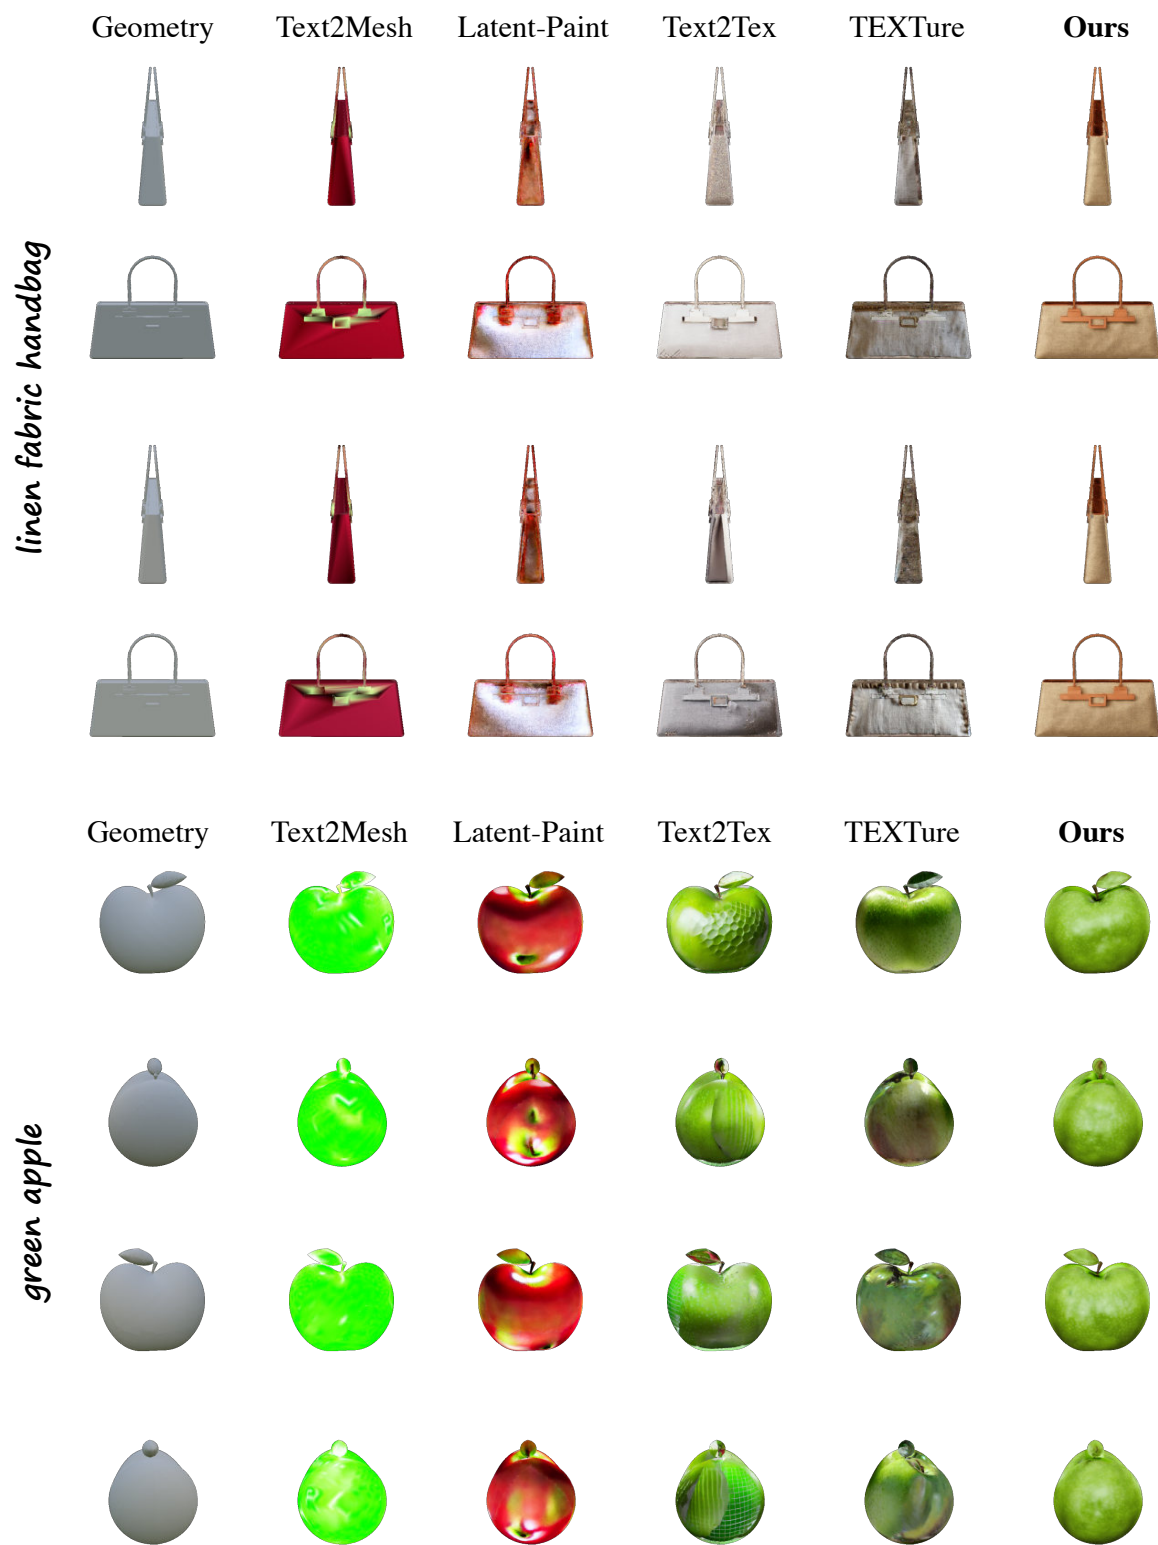 Geometry Text2Mesh Latent-Paint Text2Tex TEXTure Ours
linen fabric handbag
Geometry Text2Mesh Latent-Paint Text2Tex TEXTure Ours
green apple